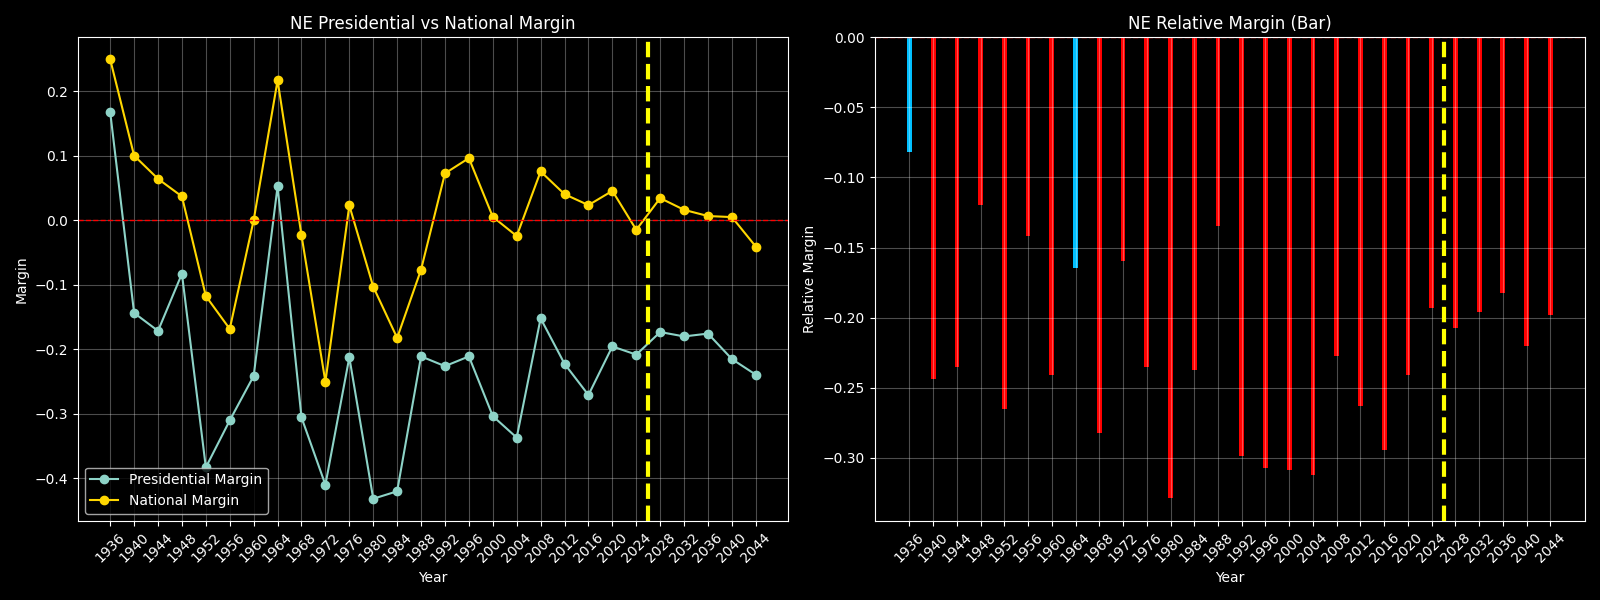 NE Presidential vs National Margin
0.2
0.1
0.0
−0.1
−0.2
−0.3
−0.4
Margin
Presidential Margin
National Margin
1936 1940 1944 1948 1952 1956 1960 1964 1968 1972 1976 1980 1984 1988 1992 1996 2000 2004 2008 2012 2016 2020 2024 2028 2032 2036 2040 2044
Year
NE Relative Margin (Bar)
0.00
−0.05
−0.10
−0.15
−0.20
−0.25
−0.30
Relative Margin
1936 1940 1944 1948 1952 1956 1960 1964 1968 1972 1976 1980 1984 1988 1992 1996 2000 2004 2008 2012 2016 2020 2024 2028 2032 2036 2040 2044
Year